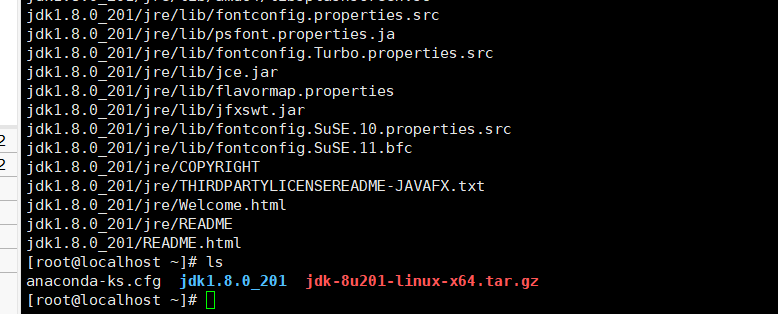 jdk1.8.0_201/jre/lib/fontconfig.properties.src
jdk1.8.0_201/jre/lib/psfont.properties.ja
jdk1.8.0_201/jre/lib/fontconfig.Turbo.properties.src
jdk1.8.0_201/jre/lib/jce.jar
jdk1.8.0_201/jre/lib/flavormap.properties
jdk1.8.0_201/jre/lib/jfxswt.jar
jdk1.8.0_201/jre/lib/fontconfig.SuSE.10.properties.src
jdk1.8.0_201/jre/lib/fontconfig.SuSE.11.bfc
jdk1.8.0_201/jre/COPYRIGHT
jdk1.8.0_201/jre/THIRDPARTYLICENSEREADME-JAVAFX.txt
jdk1.8.0_201/jre/Welcome.html
jdk1.8.0_201/jre/README
jdk1.8.0_201/README.html
[root@localhost ~]# ls
anaconda-ks.cfg  jdk1.8.0_201  jdk-8u201-linux-x64.tar.gz
[root@localhost ~]#
2
2